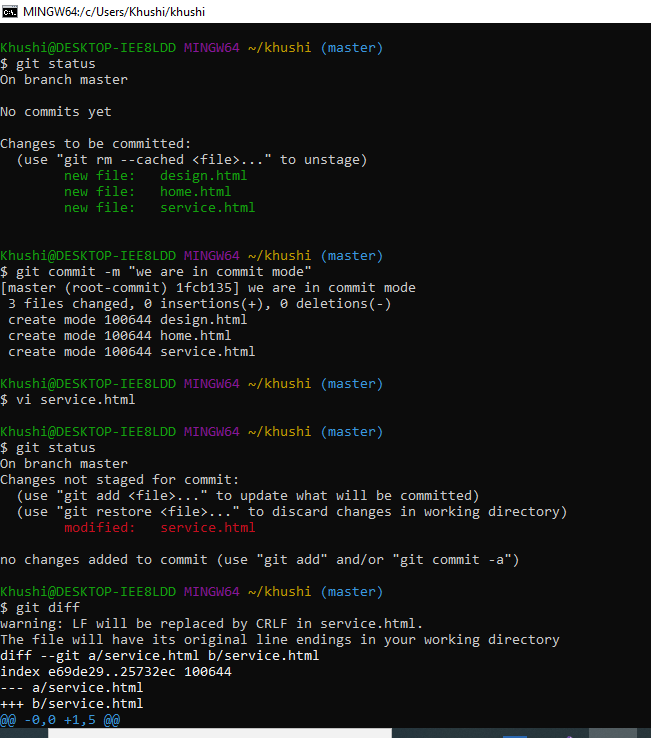 MINGW64:/c/Users/Khushi/khushi
Khushi@DESKTOP-IEE8LDD MINGW64 ~/khushi (master)
$ git status
On branch master
No commits yet
Changes to be committed:
  (use "git rm --cached <file>..." to unstage)
        new file:   design.html
        new file:   home.html
        new file:   service.html
Khushi@DESKTOP-IEE8LDD MINGW64 ~/khushi (master)
$ git commit -m "we are in commit mode"
[master (root-commit) 1fcb135] we are in commit mode
 3 files changed, 0 insertions(+), 0 deletions(-)
 create mode 100644 design.html
 create mode 100644 home.html
 create mode 100644 service.html
Khushi@DESKTOP-IEE8LDD MINGW64 ~/khushi (master)
$ vi service.html
Khushi@DESKTOP-IEE8LDD MINGW64 ~/khushi (master)
$ git status
On branch master
Changes not staged for commit:
  (use "git add <file>..." to update what will be committed)
  (use "git restore <file>..." to discard changes in working directory)
        modified:   service.html
no changes added to commit (use "git add" and/or "git commit -a")
Khushi@DESKTOP-IEE8LDD MINGW64 ~/khushi (master)
$ git diff
warning: LF will be replaced by CRLF in service.html.
The file will have its original line endings in your working directory
diff --git a/service.html b/service.html
index e69de29..25732ec 100644
--- a/service.html
+++ b/service.html
@@ -0,0 +1,5 @@